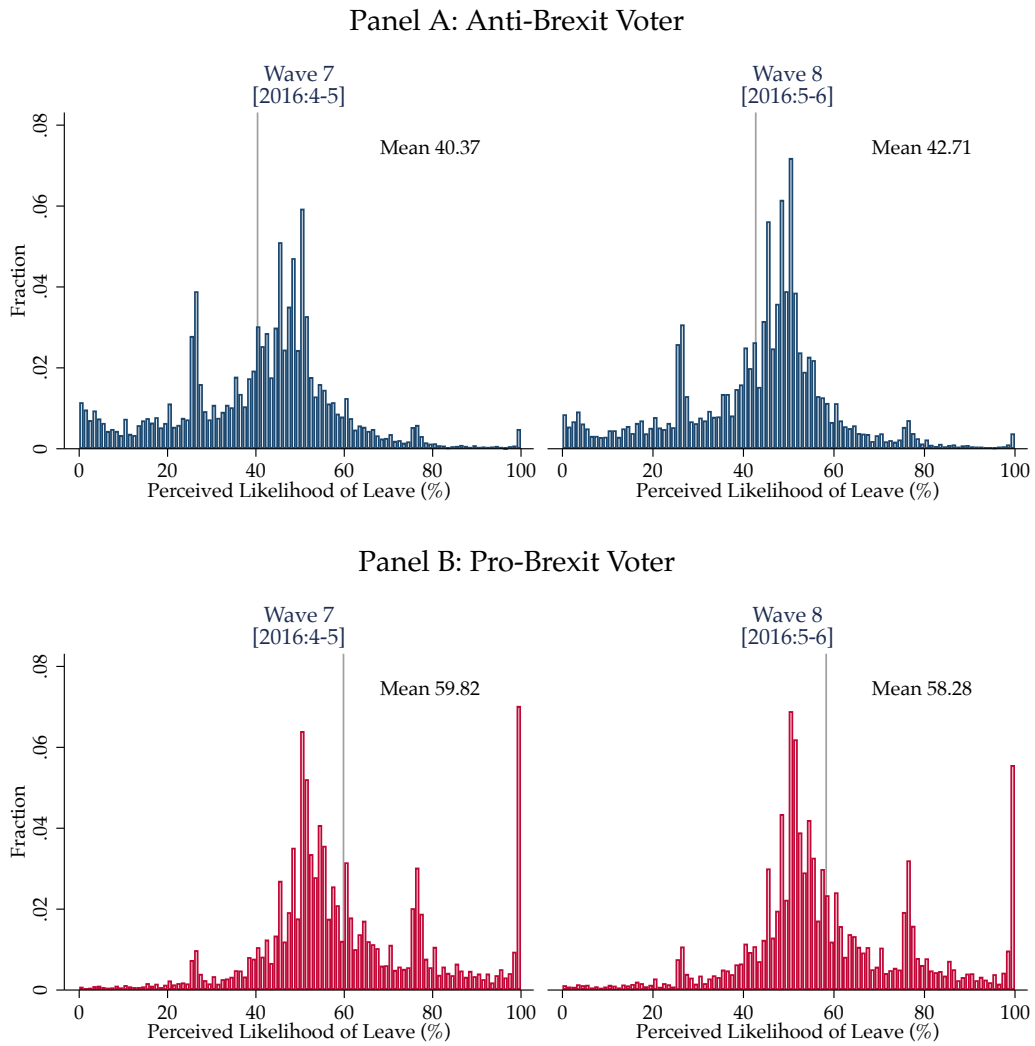 Panel A: Anti-Brexit Voter
Wave 7
[2016:4-5]
Mean 40.37
Fraction
0 .02 .04 .06 .08
0 20 40 60 80 100
Perceived Likelihood of Leave (%)
Wave 8
[2016:5-6]
Mean 42.71
0 20 40 60 80 100
Perceived Likelihood of Leave (%)
Panel B: Pro-Brexit Voter
Wave 7
[2016:4-5]
Mean 59.82
Fraction
0 .02 .04 .06 .08
0 20 40 60 80 100
Perceived Likelihood of Leave (%)
Wave 8
[2016:5-6]
Mean 58.28
0 20 40 60 80 100
Perceived Likelihood of Leave (%)